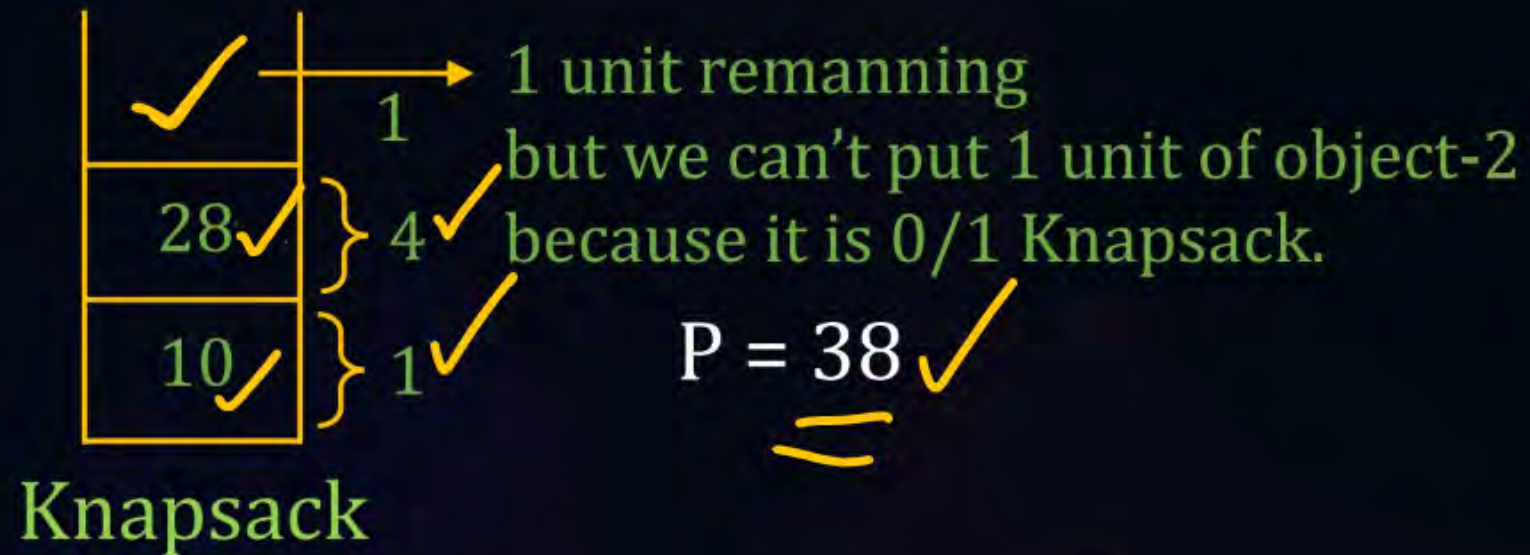 1 unit remanning
1
but we can't put 1 unit of object-2
28 } 4
because it is 0/1 Knapsack.
10 } 1
P = 38
Knapsack